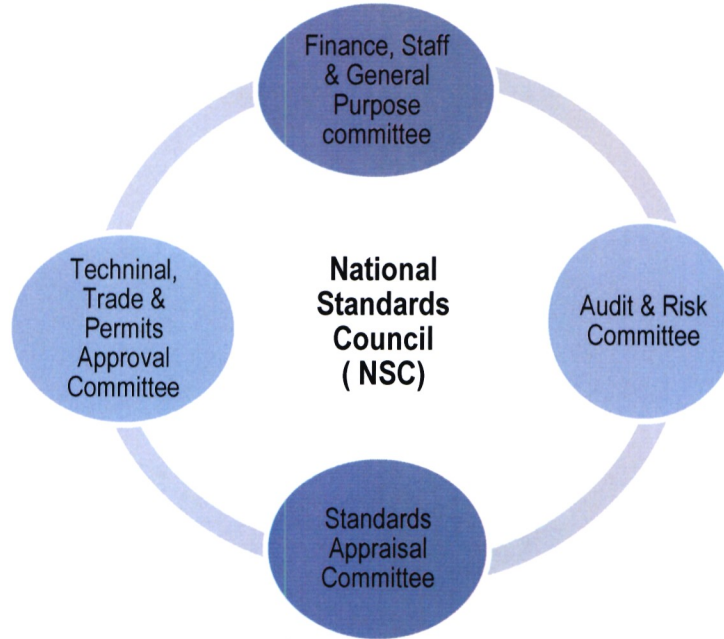 Finance, Staff
& General
Purpose
committee
Techninal,
Trade &
Permits
Approval
Committee
National
Standards
Council
( NSC)
Audit & Risk
Committee
Standards
Appraisal
Committee